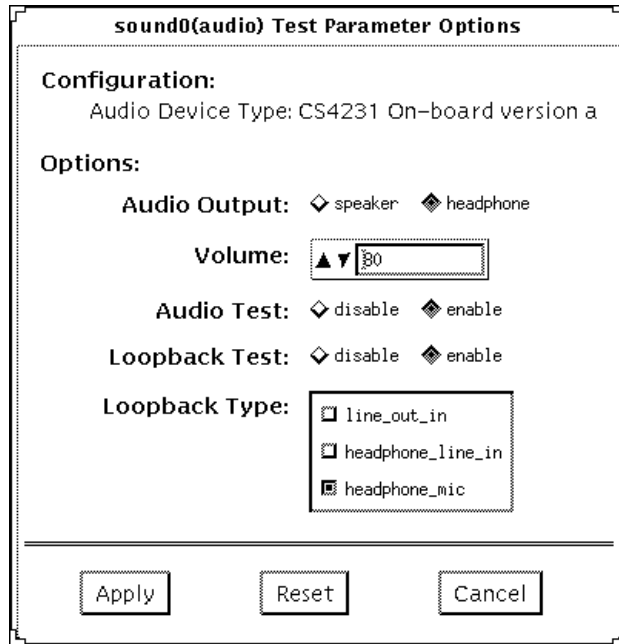 sound0(audio) Test Parameter Options
Configuration:
Audio Device Type: CS4231 On-board version a
Options:
Audio Output: speaker headphone
Volume: 80
Audio Test: disable enable
Loopback Test: disable enable
Loopback Type: line_out_in
headphone_line_in
headphone_mic
Apply Reset Cancel